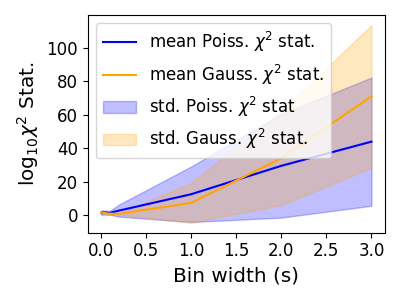 mean Poiss. χ² stat.
mean Gauss. χ² stat.
std. Poiss. χ² stat
std. Gauss. χ² stat.
log₁₀χ² Stat.
100
80
60
40
20
0
0.0 0.5 1.0 1.5 2.0 2.5 3.0
Bin width (s)